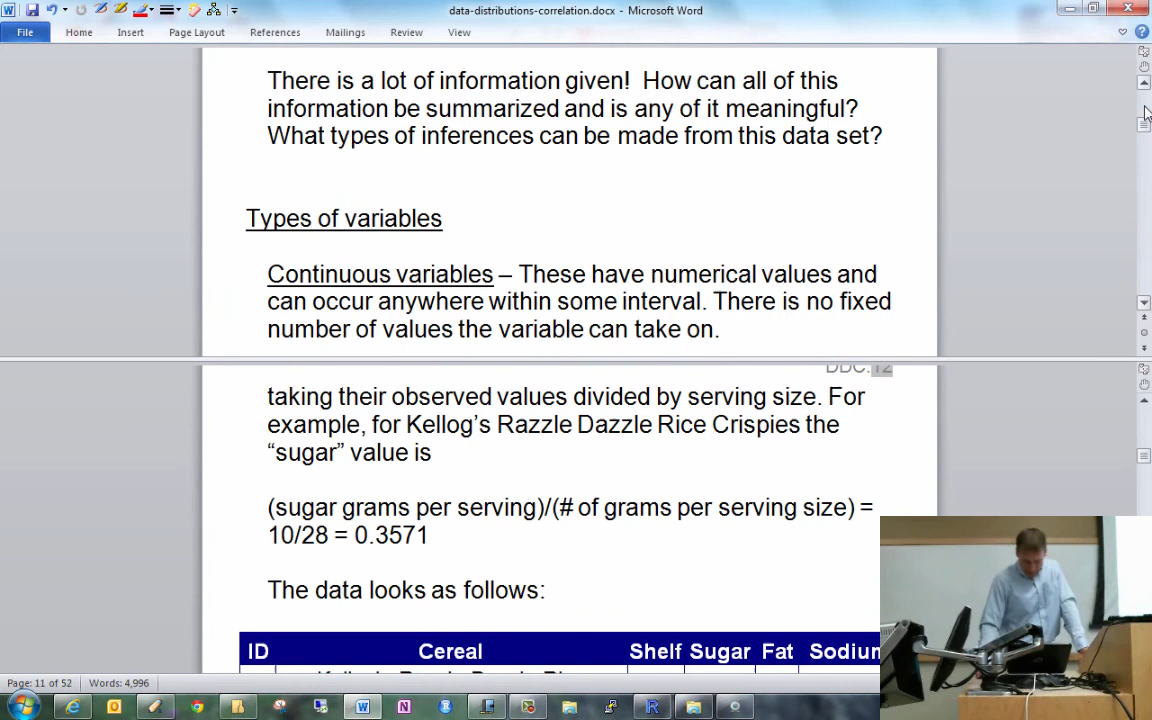 data-distributions-correlation.docx - Microsoft Word
File Home Insert Page Layout References Mailings Review View
There is a lot of information given! How can all of this
information be summarized and is any of it meaningful?
What types of inferences can be made from this data set?
Types of variables
Continuous variables – These have numerical values and
can occur anywhere within some interval. There is no fixed
number of values the variable can take on.
DDC.12
taking their observed values divided by serving size. For
example, for Kellog’s Razzle Dazzle Rice Crispies the
“sugar” value is
(sugar grams per serving)/(# of grams per serving size) =
10/28 = 0.3571
The data looks as follows:
ID Cereal Shelf Sugar Fat Sodium
Page: 11 of 52 Words: 4,996